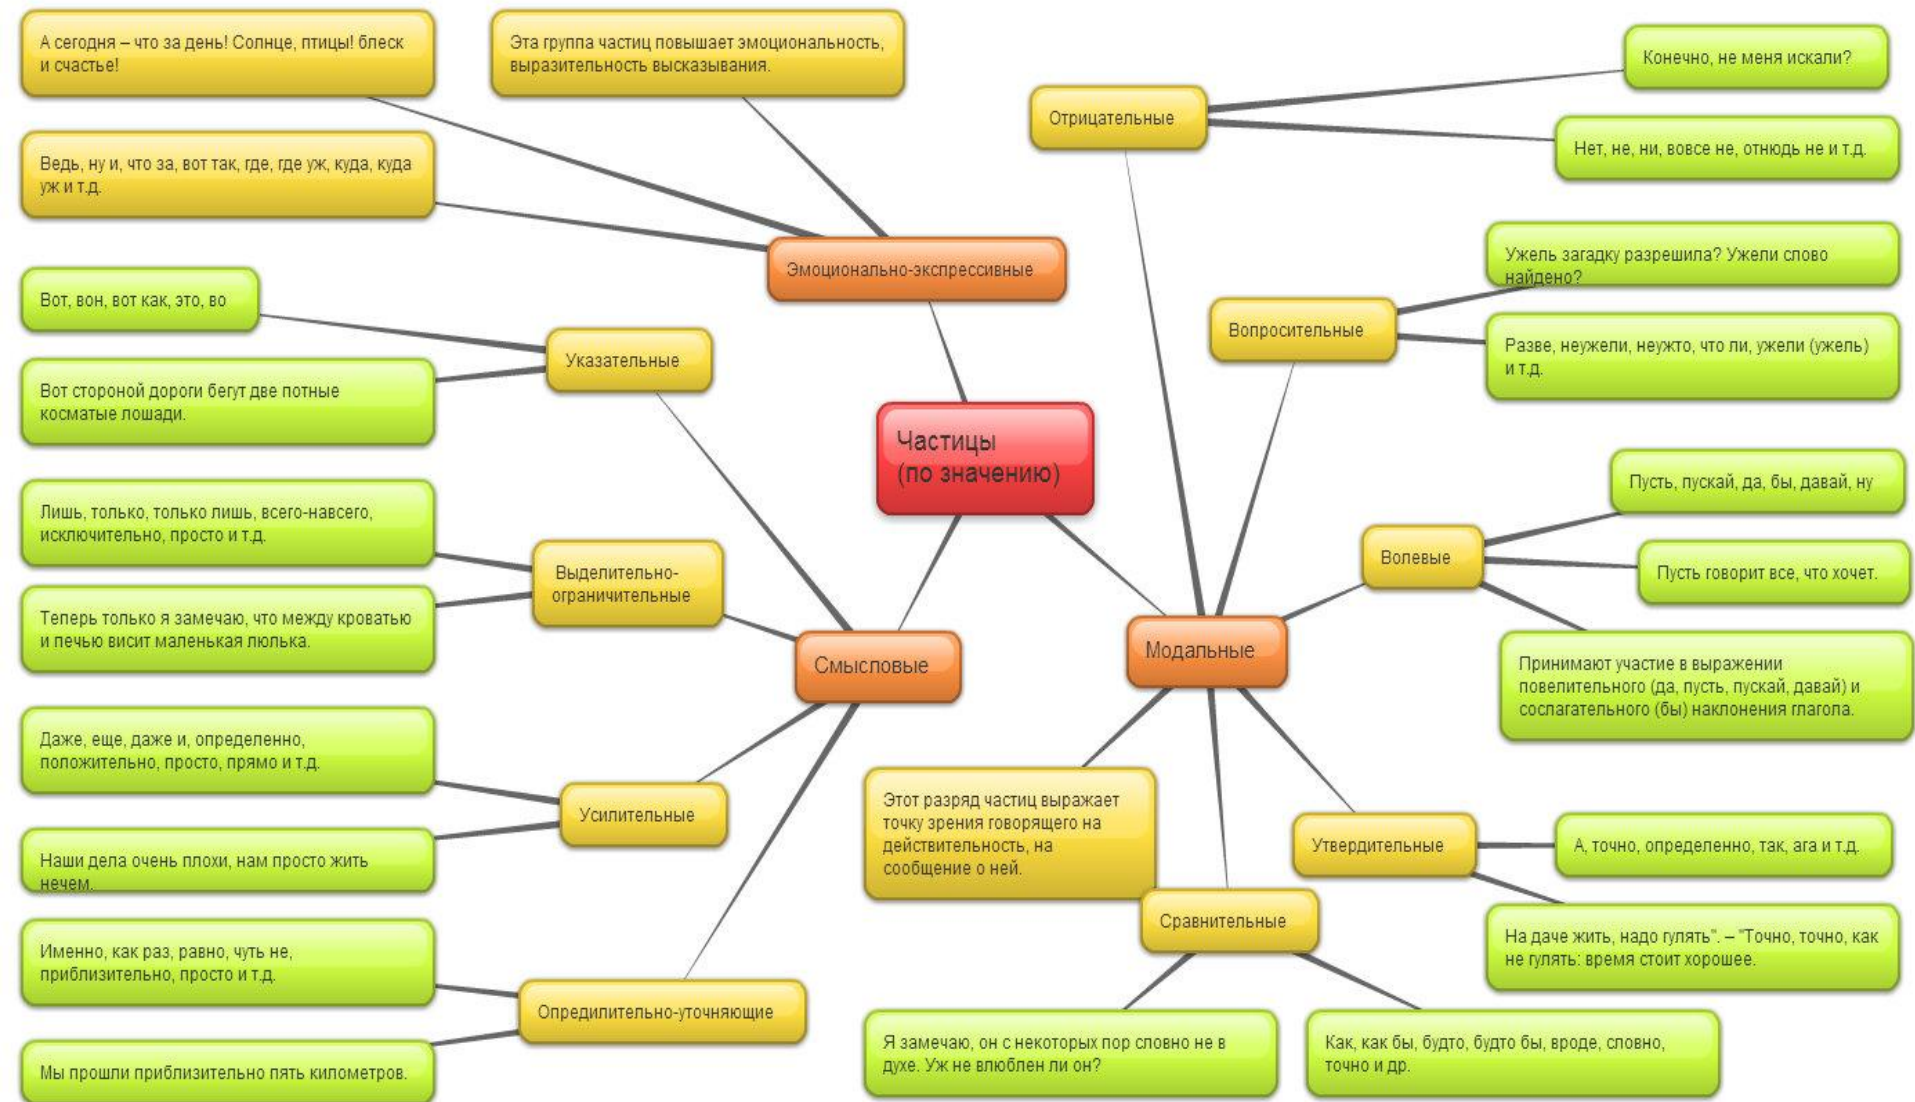 А сегодня – что за день! Солнце, птицы! блеск
и счастье!
Эта группа частиц повышает эмоциональность,
выразительность высказывания.
Ведь, ну и, что за, вот так, где, где уж, куда, куда
уж и т.д.
Эмоционально-экспрессивные
Вот, вон, вот как, это, во
Указательные
Вот стороной дороги бегут две потные
косматые лошади.
Частицы
(по значению)
Лишь, только, только лишь, всего-навсего,
исключительно, просто и т.д.
Выделительно-
ограничительные
Теперь только я замечаю, что между кроватью
и печью висит маленькая люлька.
Смысловые
Даже, еще, даже и, определенно,
положительно, просто, прямо и т.д.
Усилительные
Наши дела очень плохи, нам просто жить
нечем.
Именно, как раз, равно, чуть не,
приблизительно, просто и т.д.
Опредилительно-уточняющие
Мы прошли приблизительно пять километров.
Отрицательные
Конечно, не меня искали?
Нет, не, ни, вовсе не, отнюдь не и т.д.
Вопросительные
Ужель загадку разрешила? Ужели слово
найдено?
Разве, неужели, неужто, что ли, ужели (ужель)
и т.д.
Волевые
Пусть, пускай, да, бы, давай, ну
Пусть говорит все, что хочет.
Принимают участие в выражении
повелительного (да, пусть, пускай, давай) и
сослагательного (бы) наклонения глагола.
Модальные
Этот разряд частиц выражает
точку зрения говорящего на
действительность, на
сообщение о ней.
Утвердительные
А, точно, определенно, так, ага и т.д.
На даче жить, надо гулять". – "Точно, точно, как
не гулять: время стоит хорошее.
Сравнительные
Я замечаю, он с некоторых пор словно не в
духе. Уж не влюблен ли он?
Как, как бы, будто, будто бы, вроде, словно,
точно и др.